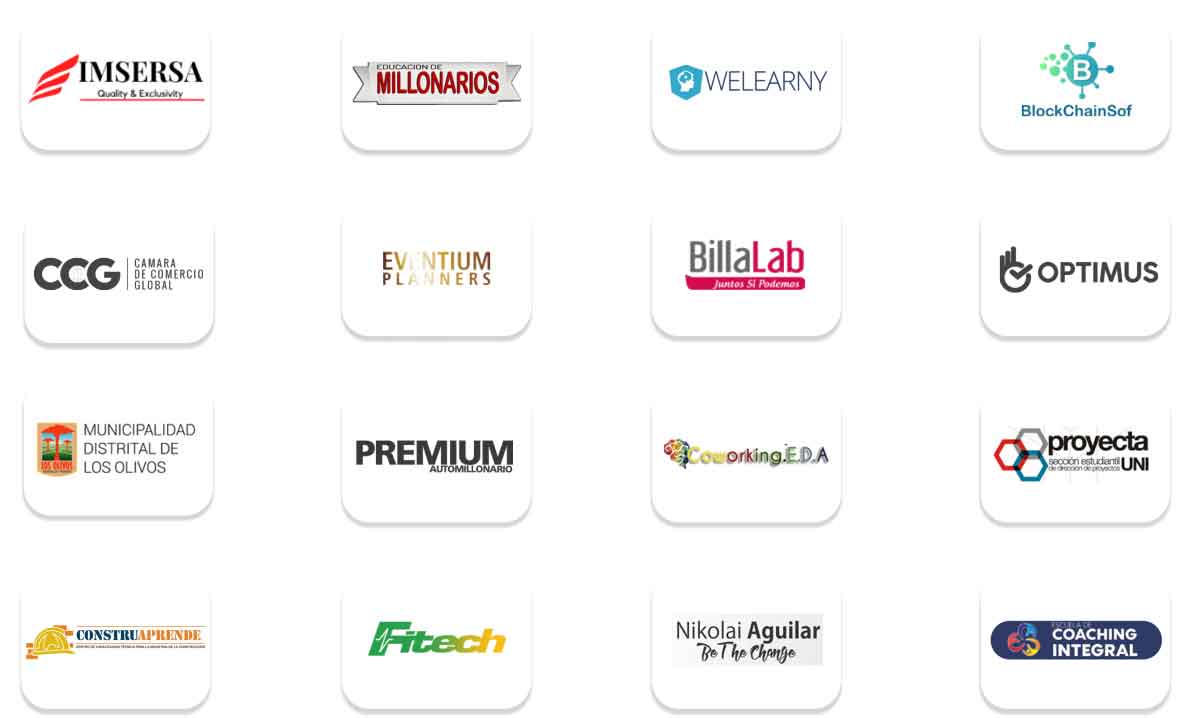 IMSERSA
Quality & Exclusivity
EDUCACION DE
MILLONARIOS
WELEARNY
B
BlockChainSof
CCG
CAMARA
DE COMERCIO
GLOBAL
EVENTIUM
PLANNERS
BillaLab
Juntos Sí Podemos
OPTIMUS
LOS OLIVOS
MUNICIPALIDAD
DISTRITAL DE
LOS OLIVOS
PREMIUM
AUTOMILLONARIO
Coworking.E.D.A
proyecta
sección estudiantil
de dirección de proyectos
UNI
CONSTRUAPRENDE
Fitech
Nikolai Aguilar
Be The Change
ESCUELA DE
COACHING
INTEGRAL